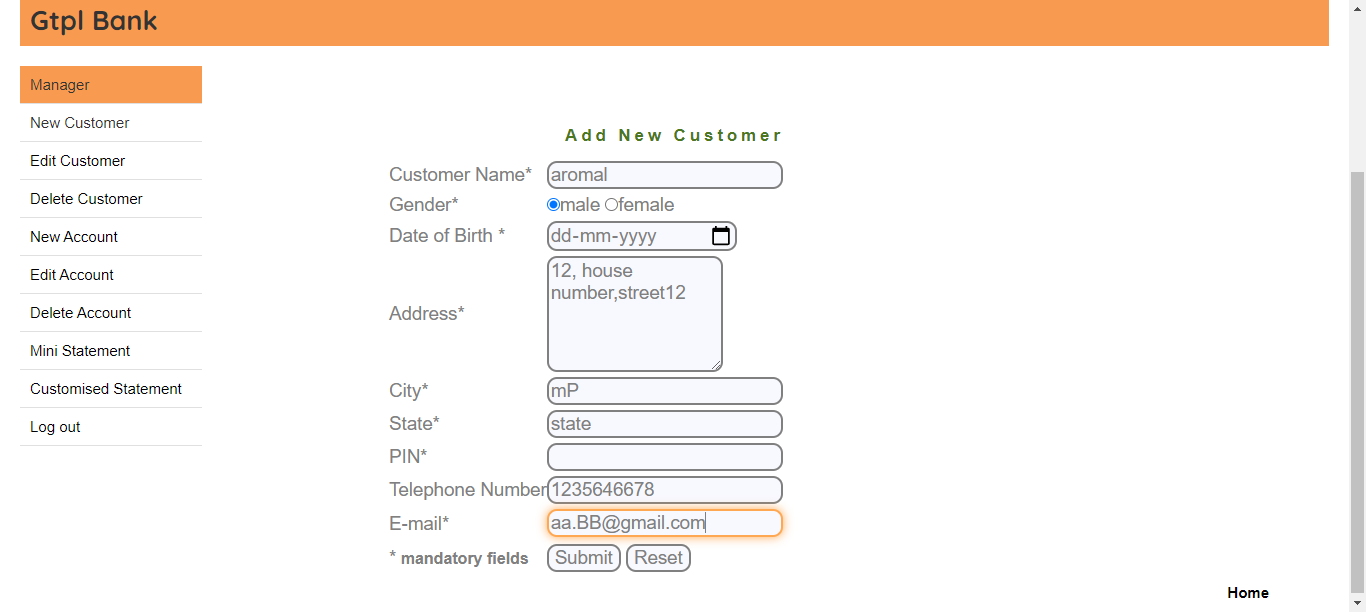 Gtpl Bank
Manager
New Customer
Edit Customer
Delete Customer
New Account
Edit Account
Delete Account
Mini Statement
Customised Statement
Log out
Add New Customer
Customer Name* aromal
Gender* male female
Date of Birth * dd-mm-yyyy
Address* 12, house
number,street12
City* mP
State* state
PIN*
Telephone Number 1235646678
E-mail* aa.BB@gmail.com
* mandatory fields Submit Reset
Home